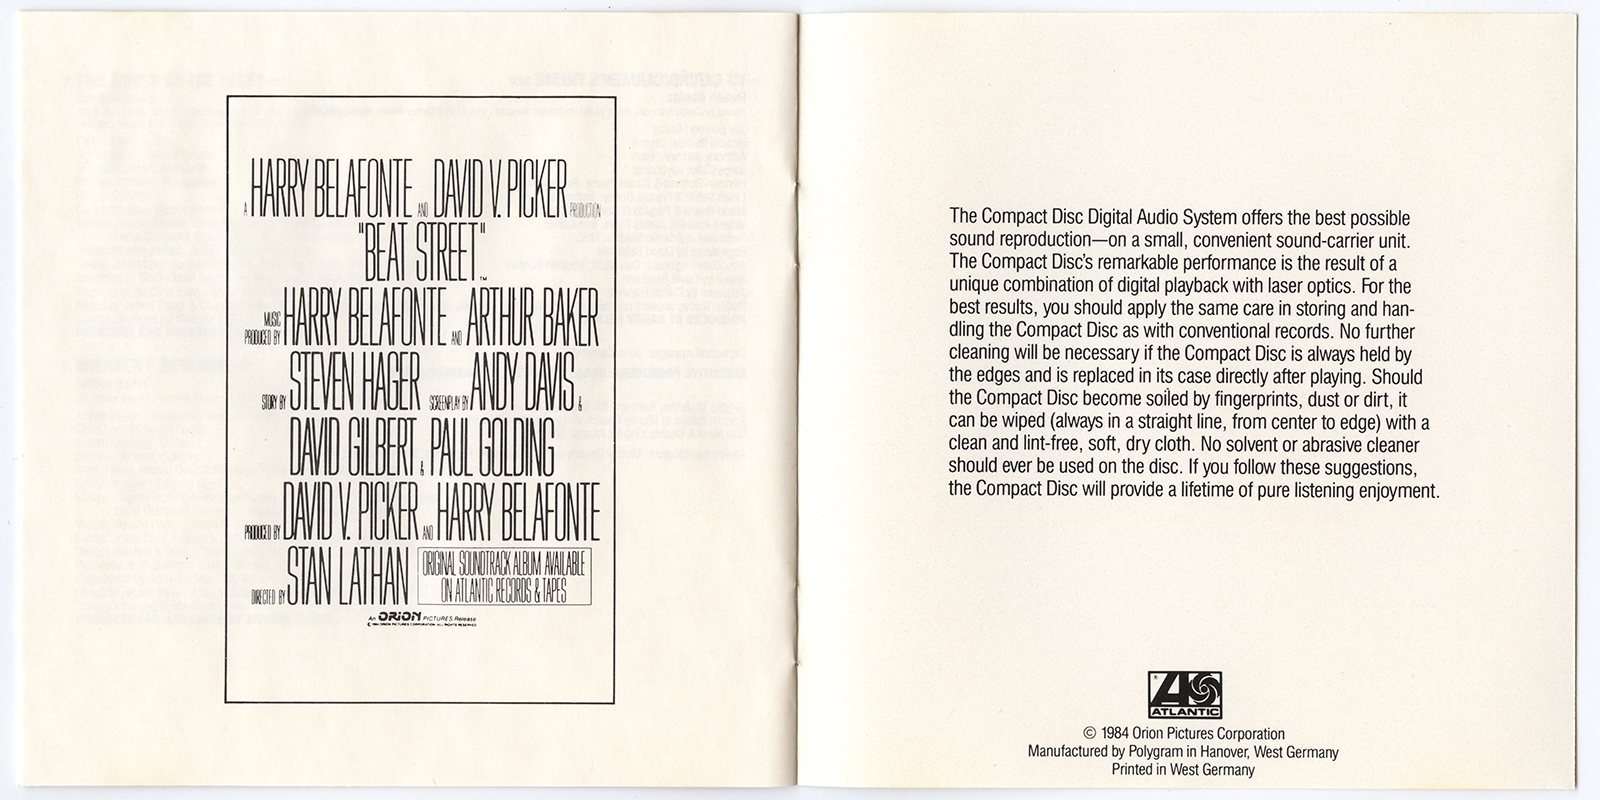 A HARRY BELAFONTE AND DAVID V. PICKER PRODUCTION
"BEAT STREET"™
MUSIC PRODUCED BY HARRY BELAFONTE AND ARTHUR BAKER
STORY BY STEVEN HAGER SCREENPLAY BY ANDY DAVIS &
DAVID GILBERT & PAUL GOLDING
PRODUCED BY DAVID V. PICKER AND HARRY BELAFONTE
DIRECTED BY STAN LATHAN
ORIGINAL SOUNDTRACK ALBUM AVAILABLE
ON ATLANTIC RECORDS & TAPES
An ORION PICTURES Release
© 1984 ORION PICTURES CORPORATION ALL RIGHTS RESERVED
The Compact Disc Digital Audio System offers the best possible
sound reproduction—on a small, convenient sound-carrier unit.
The Compact Disc's remarkable performance is the result of a
unique combination of digital playback with laser optics. For the
best results, you should apply the same care in storing and han-
dling the Compact Disc as with conventional records. No further
cleaning will be necessary if the Compact Disc is always held by
the edges and is replaced in its case directly after playing. Should
the Compact Disc become soiled by fingerprints, dust or dirt, it
can be wiped (always in a straight line, from center to edge) with a
clean and lint-free, soft, dry cloth. No solvent or abrasive cleaner
should ever be used on the disc. If you follow these suggestions,
the Compact Disc will provide a lifetime of pure listening enjoyment.
ATLANTIC
© 1984 Orion Pictures Corporation
Manufactured by Polygram in Hanover, West Germany
Printed in West Germany